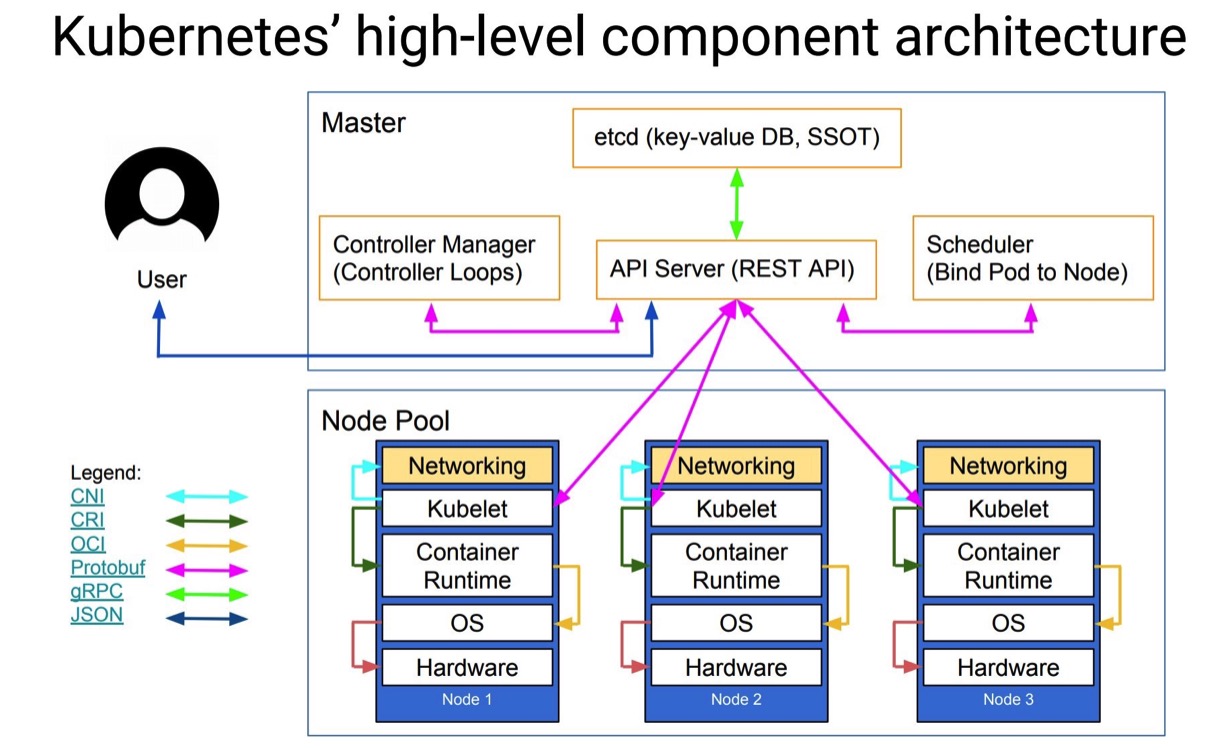 Kubernetes’ high-level component architecture
Master
etcd (key-value DB, SSOT)
Controller Manager
(Controller Loops)
API Server (REST API)
Scheduler
(Bind Pod to Node)
User
Node Pool
Legend:
CNI
CRI
OCI
Protobuf
gRPC
JSON
Networking
Kubelet
Container
Runtime
OS
Hardware
Node 1
Networking
Kubelet
Container
Runtime
OS
Hardware
Node 2
Networking
Kubelet
Container
Runtime
OS
Hardware
Node 3